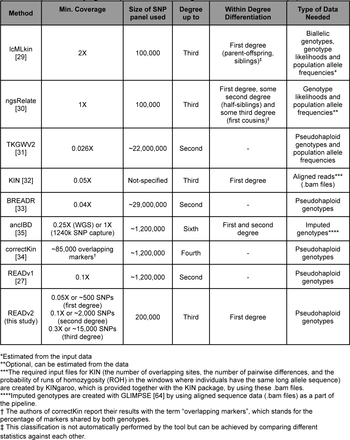 Method
Min. Coverage
Size of SNP
panel used
Degree
up to
Within Degree
Differentiation
Type of Data
Needed
lcMLkin
[29]
2X
100,000
Third
First degree
(parent-offspring,
siblings)‡
Biallelic
genotypes,
genotype
likelihoods and
population allele
frequencies*
ngsRelate
[30]
1X
100,000
Third
First degree, some
second degree
(half-siblings) and
some third degree
(first cousins)‡
Genotype
likelihoods and
population allele
frequencies**
TKGWV2
[31]
0.026X
~22,000,000
Second
-
Pseudohaploid
genotypes and
population allele
frequencies
KIN [32]
0.05X
Not-specified
Third
First degree
Aligned reads***
(.bam files)
BREADR
[33]
0.04X
~29,000,000
Second
-
Pseudohaploid
genotypes
ancIBD
[35]
0.25X (WGS) or 1X
(1240k SNP capture)
~1,200,000
Sixth
First and second
degree
Imputed
genotypes****
correctKin
[34]
~85,000 overlapping
markers†
~1,200,000
Fourth
-
Pseudohaploid
genotypes
READv1
[27]
0.1X
~1,200,000
Second
-
Pseudohaploid
genotypes
READv2
(this study)
0.05X or ~500 SNPs
(first degree)
0.1X or ~2,000 SNPs
(second degree)
0.3X or ~15,000 SNPs
(third degree)
200,000
Third
First degree
Pseudohaploid
genotypes
*Estimated from the input data
**Optional, can be estimated from the data
***The required input files for KIN (the number of overlapping sites, the number of pairwise differences, and
the probability of runs of homozygosity (ROH) in the windows where individuals have the same long allele sequence)
are created by KINgaroo, which is provided together with the KIN package, by using these .bam files.
****Imputed genotypes are created with GLIMPSE [64] by using aligned sequence data (.bam files) as a part of
the pipeline.
† The authors of correctKin report their results with the term "overlapping markers", which stands for the
percentage of markers shared by both genotypes.
‡ This classification is not automatically performed by the tool but can be achieved by comparing different
statistics against each other.